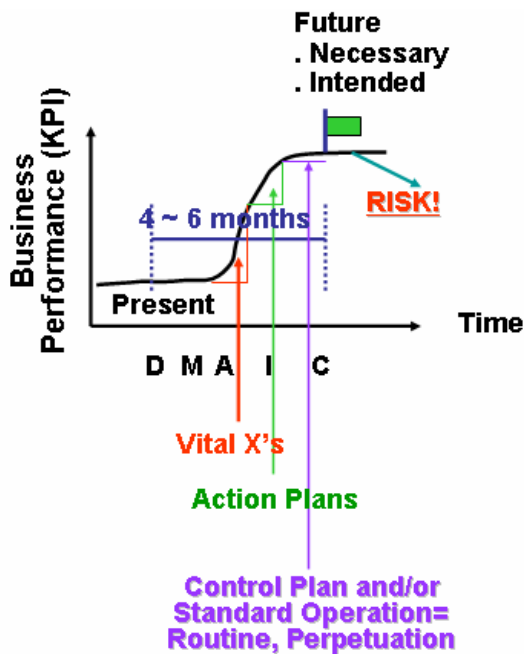 Future
. Necessary
. Intended
Business
Performance (KPI)
4 ~ 6 months
RISK!
Present
Time
D M A I C
Vital X's
Action Plans
Control Plan and/or
Standard Operation=
Routine, Perpetuation